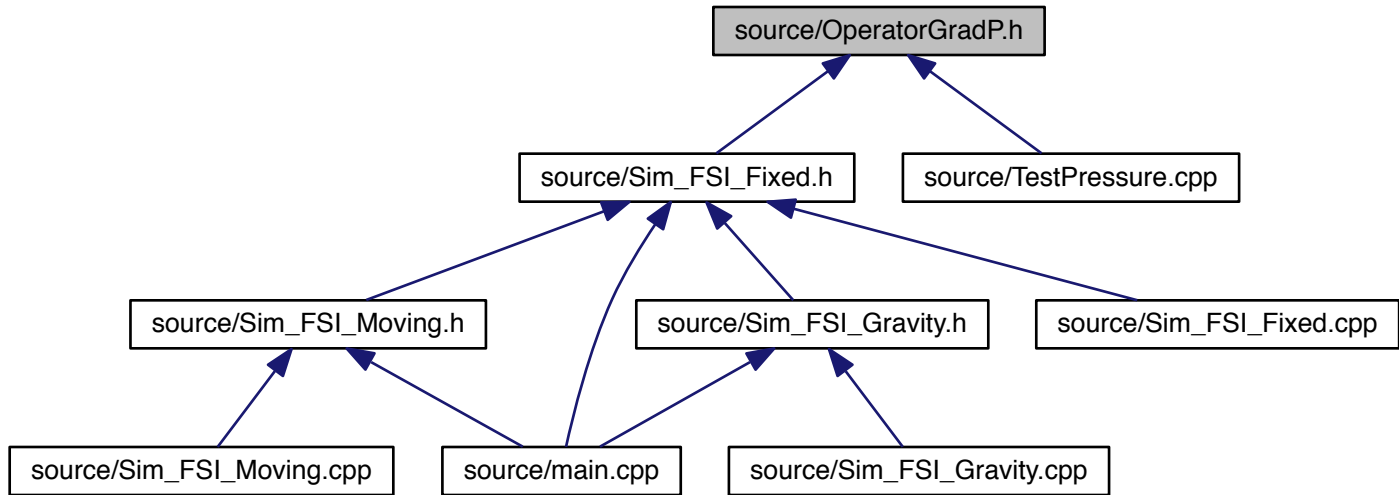 source/OperatorGradP.h
source/Sim_FSI_Fixed.h
source/TestPressure.cpp
source/Sim_FSI_Moving.h
source/Sim_FSI_Gravity.h
source/Sim_FSI_Fixed.cpp
source/Sim_FSI_Moving.cpp
source/main.cpp
source/Sim_FSI_Gravity.cpp